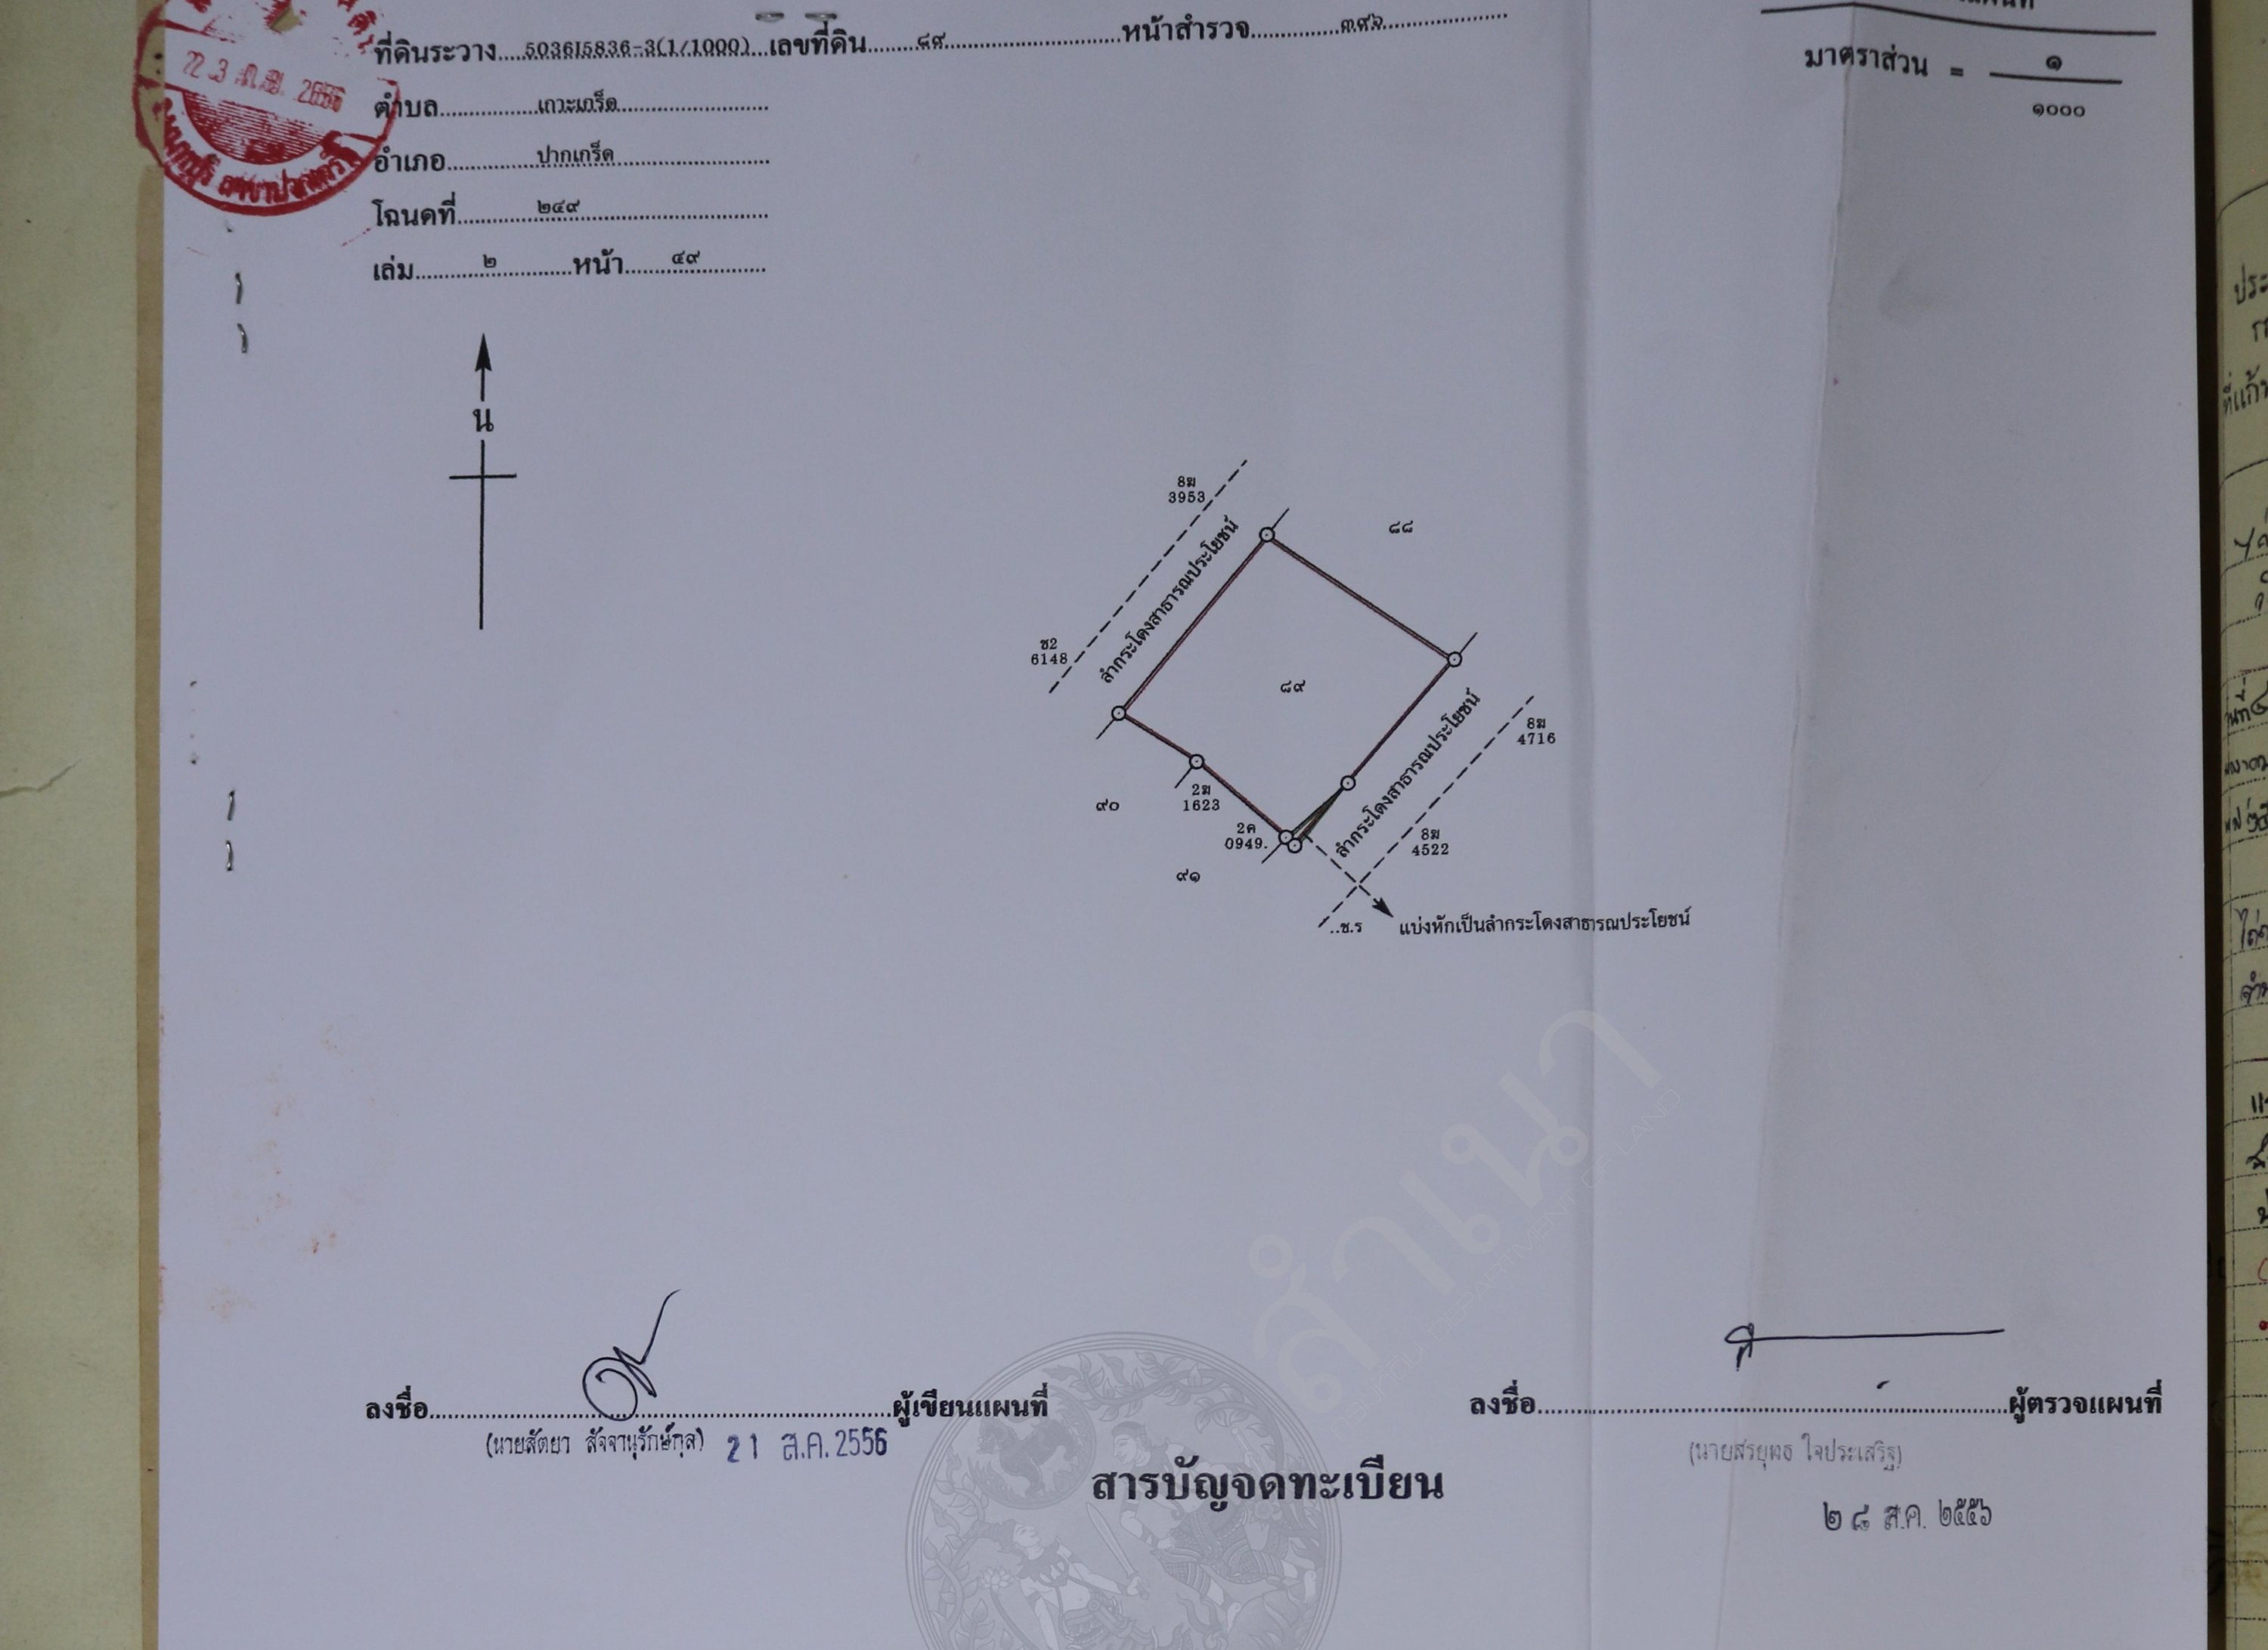 ที่ดินระวาง 5036I5836-3(1/1000) เลขที่ดิน ๘๙ หน้าสำรวจ ๓๙๖
ตำบล เกาะเกร็ด
อำเภอ ปากเกร็ด
โฉนดที่ ๒๔๙
เล่ม ๒ หน้า ๔๙
มาตราส่วน = ๑
๑๐๐๐
น
8ฆ
3953
ลำกระโดงสาธารณประโยชน์
๘๘
ช2
6148
๘๙
8ฆ
4716
ลำกระโดงสาธารณประโยชน์
๙๐
2ฆ
1623
2ค
0949.
8ฆ
4522
๙๑
..ช.ร
แบ่งหักเป็นลำกระโดงสาธารณประโยชน์
สำเนา
DEPARTMENT OF LAND
ลงชื่อ ผู้เขียนแผนที่
(นายสัตยา สัจจานุรักษ์กุล) 21 ส.ค. 2556
ลงชื่อ ผู้ตรวจแผนที่
(นายสรยุพธ ใจประเสริฐ)
๒๘ ส.ค. ๒๕๕๖
สารบัญจดทะเบียน